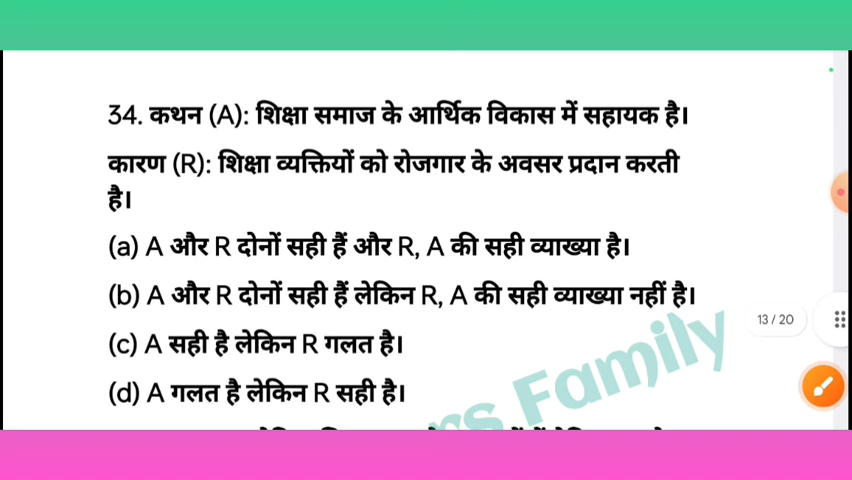 34. कथन (A): शिक्षा समाज के आर्थिक विकास में सहायक है।
कारण (R): शिक्षा व्यक्तियों को रोजगार के अवसर प्रदान करती
है।
(a) A और R दोनों सही हैं और R, A की सही व्याख्या है।
(b) A और R दोनों सही हैं लेकिन R, A की सही व्याख्या नहीं है।
13 / 20
(c) A सही है लेकिन R गलत है।
(d) A गलत है लेकिन R सही है।
Family